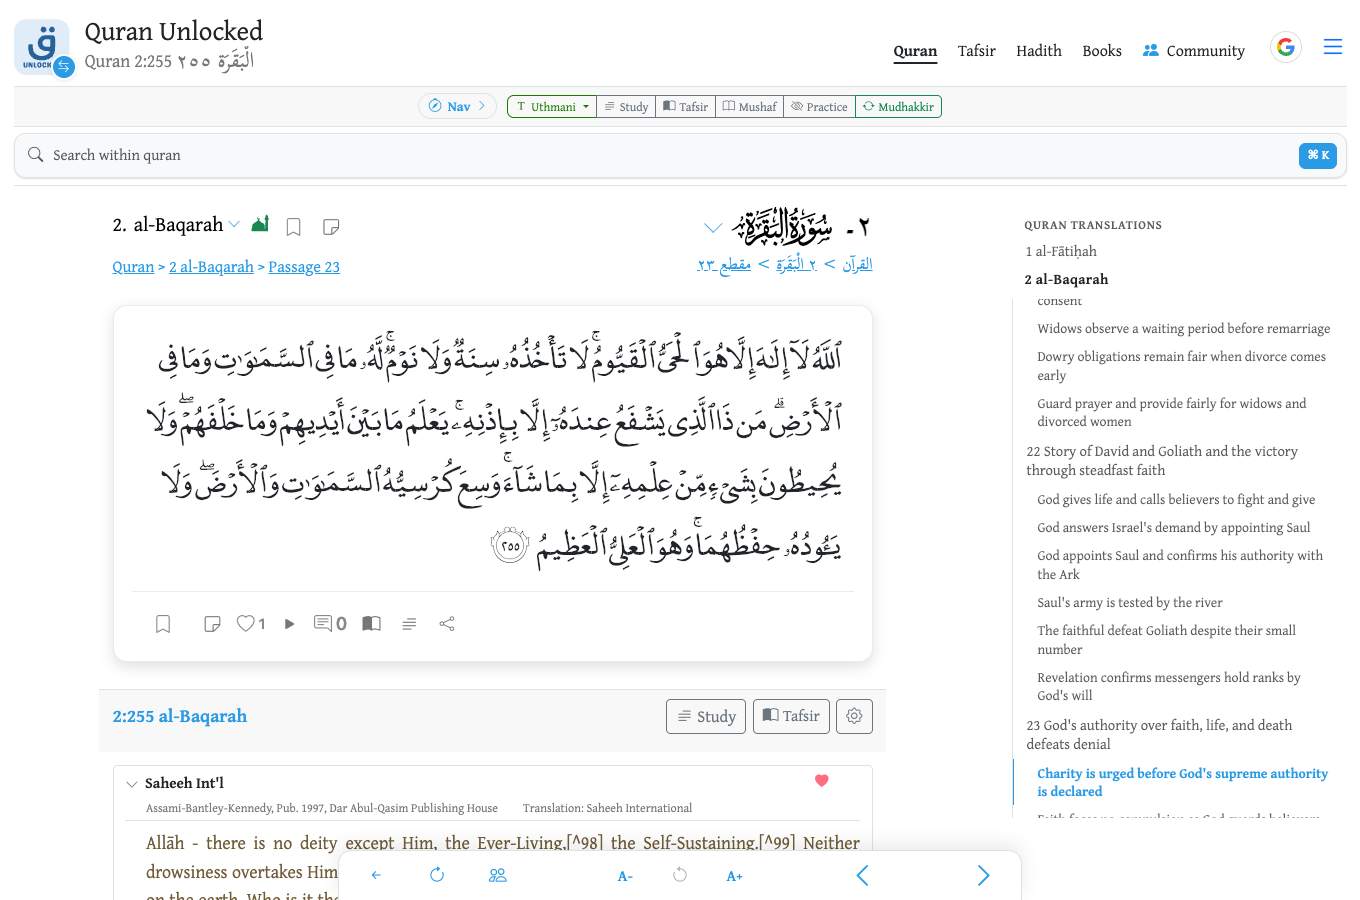 ق
UNLOCK
Quran Unlocked
Quran 2:255 الْبَقَرَة ٢٥٥
Quran
Tafsir
Hadith
Books
Community
Nav
T Uthmani
Study
Tafsir
Mushaf
Practice
Mudhakkir
Search within quran
⌘ K
2. al-Baqarah
٢ - سُورَةُ الْبَقَرَةِ
Quran > 2 al-Baqarah > Passage 23
القرآن > ٢ الْبَقَرَة > مقطع ٢٣
ٱللَّهُ لَآ إِلَـٰهَ إِلَّا هُوَ ٱلْحَىُّ ٱلْقَيُّومُ ۚ لَا تَأْخُذُهُۥ سِنَةٌ وَلَا نَوْمٌ ۚ لَّهُۥ مَا فِى ٱلسَّمَـٰوَٰتِ وَمَا فِى
ٱلْأَرْضِ ۗ مَن ذَا ٱلَّذِى يَشْفَعُ عِندَهُۥٓ إِلَّا بِإِذْنِهِۦ ۚ يَعْلَمُ مَا بَيْنَ أَيْدِيهِمْ وَمَا خَلْفَهُمْ ۖ وَلَا
يُحِيطُونَ بِشَىْءٍ مِّنْ عِلْمِهِۦٓ إِلَّا بِمَا شَآءَ ۚ وَسِعَ كُرْسِيُّهُ ٱلسَّمَـٰوَٰتِ وَٱلْأَرْضَ ۖ وَلَا
يَـُٔودُهُۥ حِفْظُهُمَا ۚ وَهُوَ ٱلْعَلِىُّ ٱلْعَظِيمُ ٢٥٥
1
0
2:255 al-Baqarah
Study
Tafsir
Saheeh Int'l
Assami-Bantley-Kennedy, Pub. 1997, Dar Abul-Qasim Publishing House
Translation: Saheeh International
Allāh - there is no deity except Him, the Ever-Living,[^98] the Self-Sustaining.[^99] Neither
drowsiness overtakes Him
on the earth. Who is it tha
A-
A+
QURAN TRANSLATIONS
1 al-Fātiḥah
2 al-Baqarah
consent
Widows observe a waiting period before remarriage
Dowry obligations remain fair when divorce comes
early
Guard prayer and provide fairly for widows and
divorced women
22 Story of David and Goliath and the victory
through steadfast faith
God gives life and calls believers to fight and give
God answers Israel's demand by appointing Saul
God appoints Saul and confirms his authority with
the Ark
Saul's army is tested by the river
The faithful defeat Goliath despite their small
number
Revelation confirms messengers hold ranks by
God's will
23 God's authority over faith, life, and death
defeats denial
Charity is urged before God's supreme authority
is declared